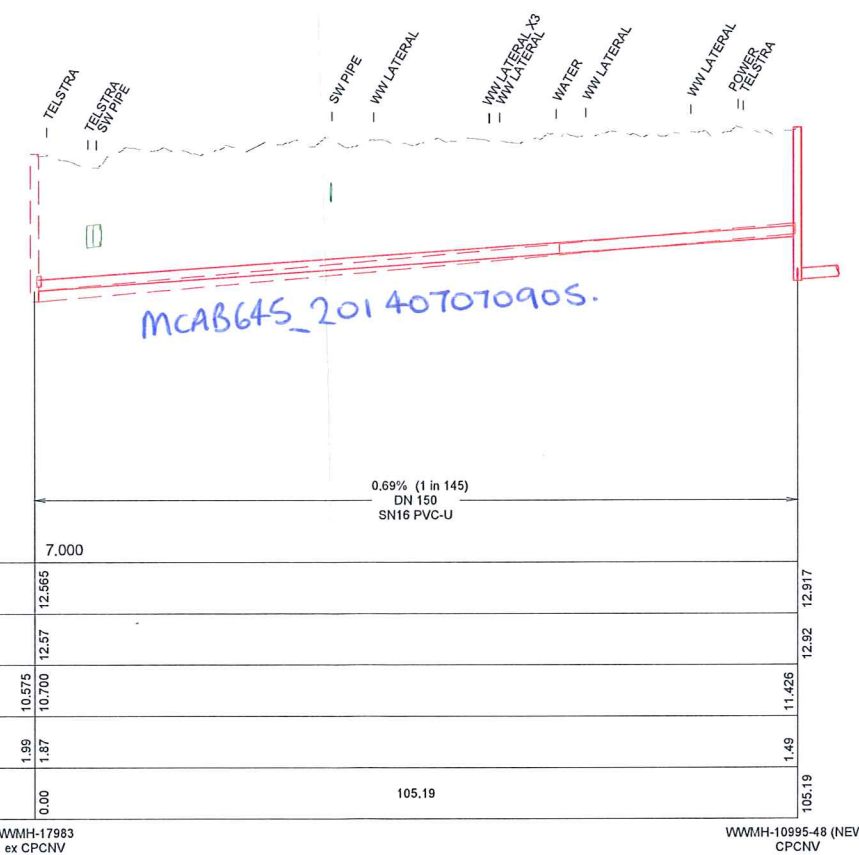 TELSTRA
TELSTRA
SW PIPE
SW PIPE
WW LATERAL
WW LATERAL X3
WW LATERAL
WATER
WW LATERAL
WW LATERAL
POWER
TELSTRA
MCAB645_201407070905.
0.69% (1 in 145)
DN 150
SN16 PVC-U
7.000
12.565 12.917
12.57 12.92
10.575 10.700 11.426
1.99 1.87 1.49
0.00 105.19 105.19
WWMH-17983 WWMH-10995-48 (NEW
ex CPCNV CPCNV